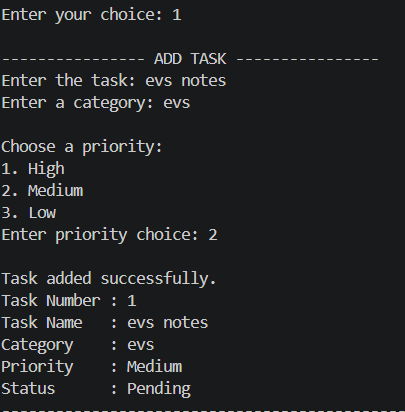 Enter your choice: 1
---------------- ADD TASK ----------------
Enter the task: evs notes
Enter a category: evs
Choose a priority:
1. High
2. Medium
3. Low
Enter priority choice: 2
Task added successfully.
Task Number : 1
Task Name   : evs notes
Category    : evs
Priority    : Medium
Status      : Pending
---------------------------------------------